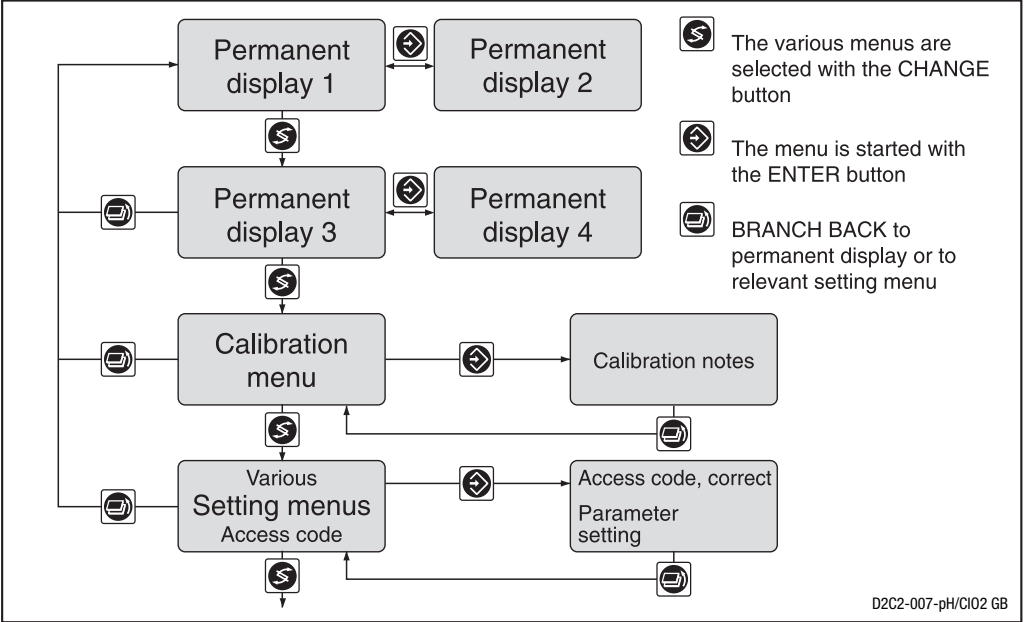 Permanent
display 1
Permanent
display 2
The various menus are
selected with the CHANGE
button
The menu is started with
the ENTER button
Permanent
display 3
Permanent
display 4
BRANCH BACK to
permanent display or to
relevant setting menu
Calibration
menu
Calibration notes
Various
Setting menus
Access code
Access code, correct
Parameter
setting
D2C2-007-pH/ClO2 GB